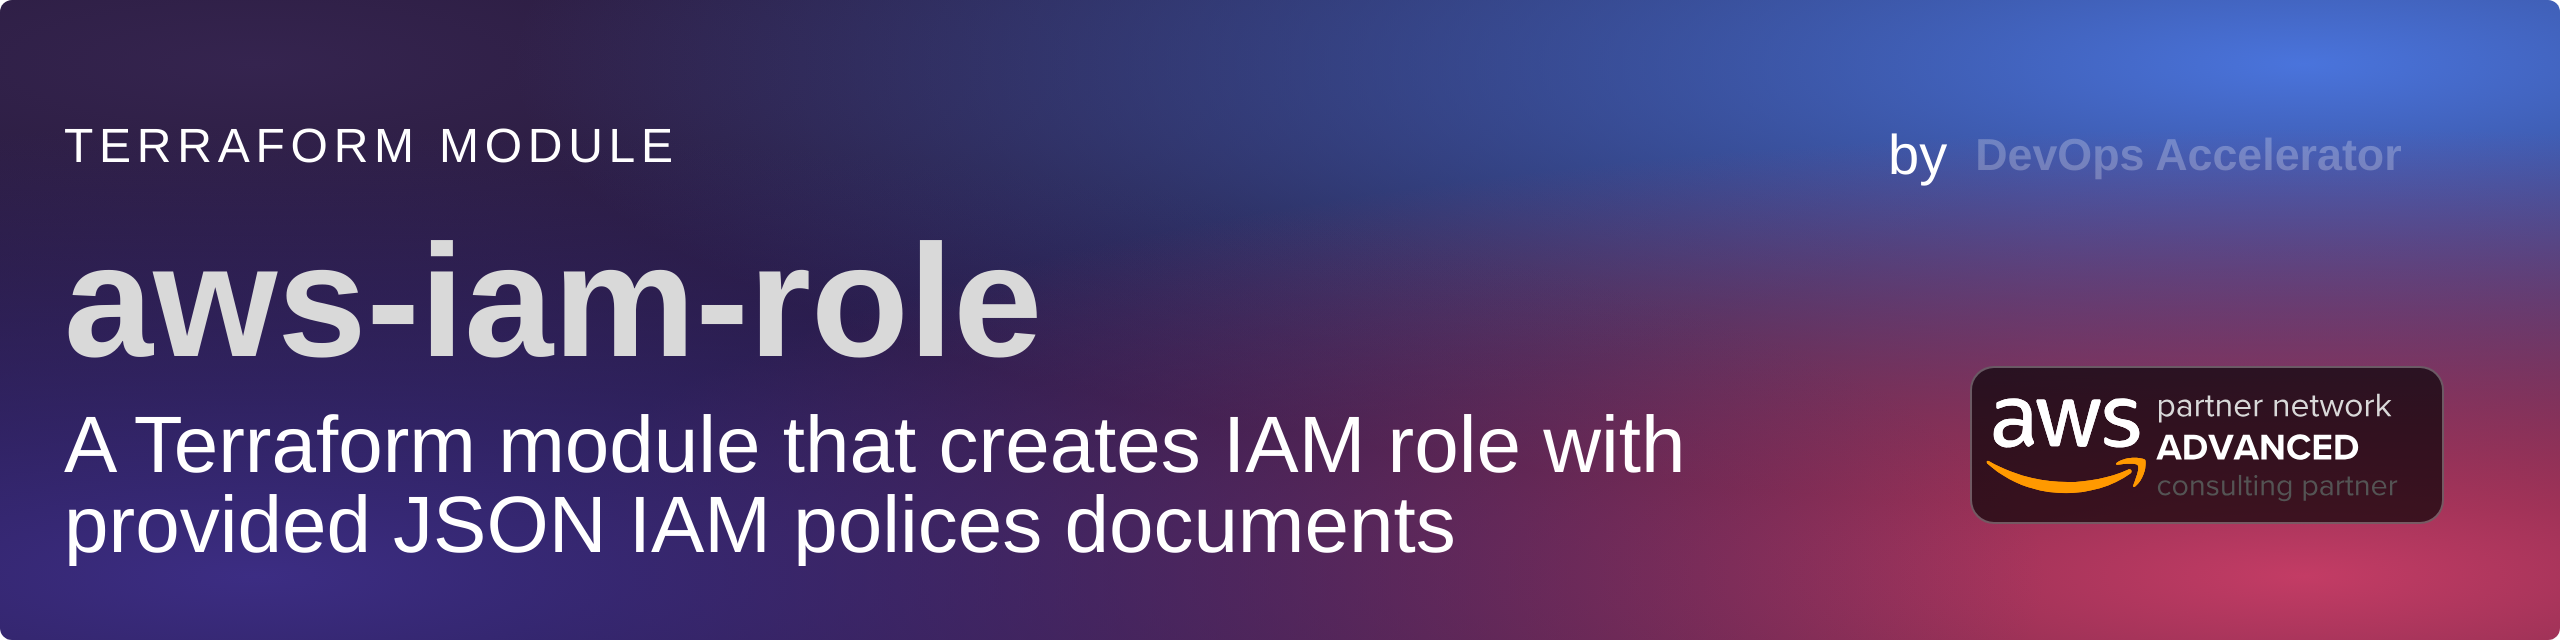 TERRAFORM MODULE
by DevOps Accelerator
aws-iam-role
A Terraform module that creates IAM role with
provided JSON IAM polices documents
aws partner network
ADVANCED
consulting partner